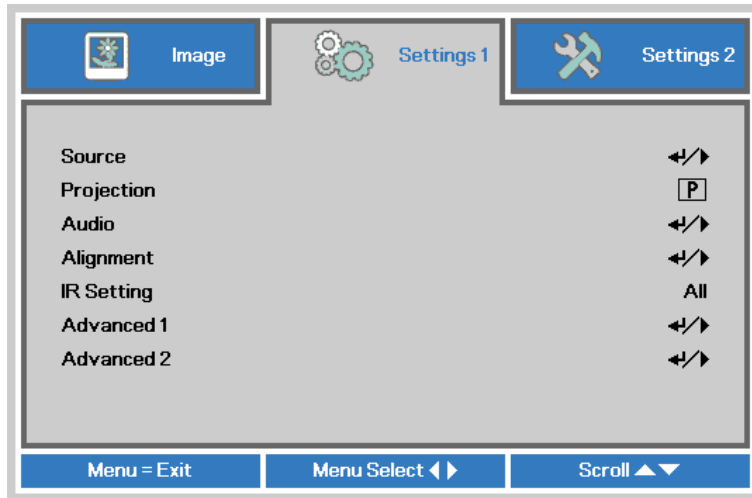 Image
Settings 1
Settings 2
Source
Projection P
Audio
Alignment
IR Setting All
Advanced 1
Advanced 2
Menu = Exit
Menu Select
Scroll